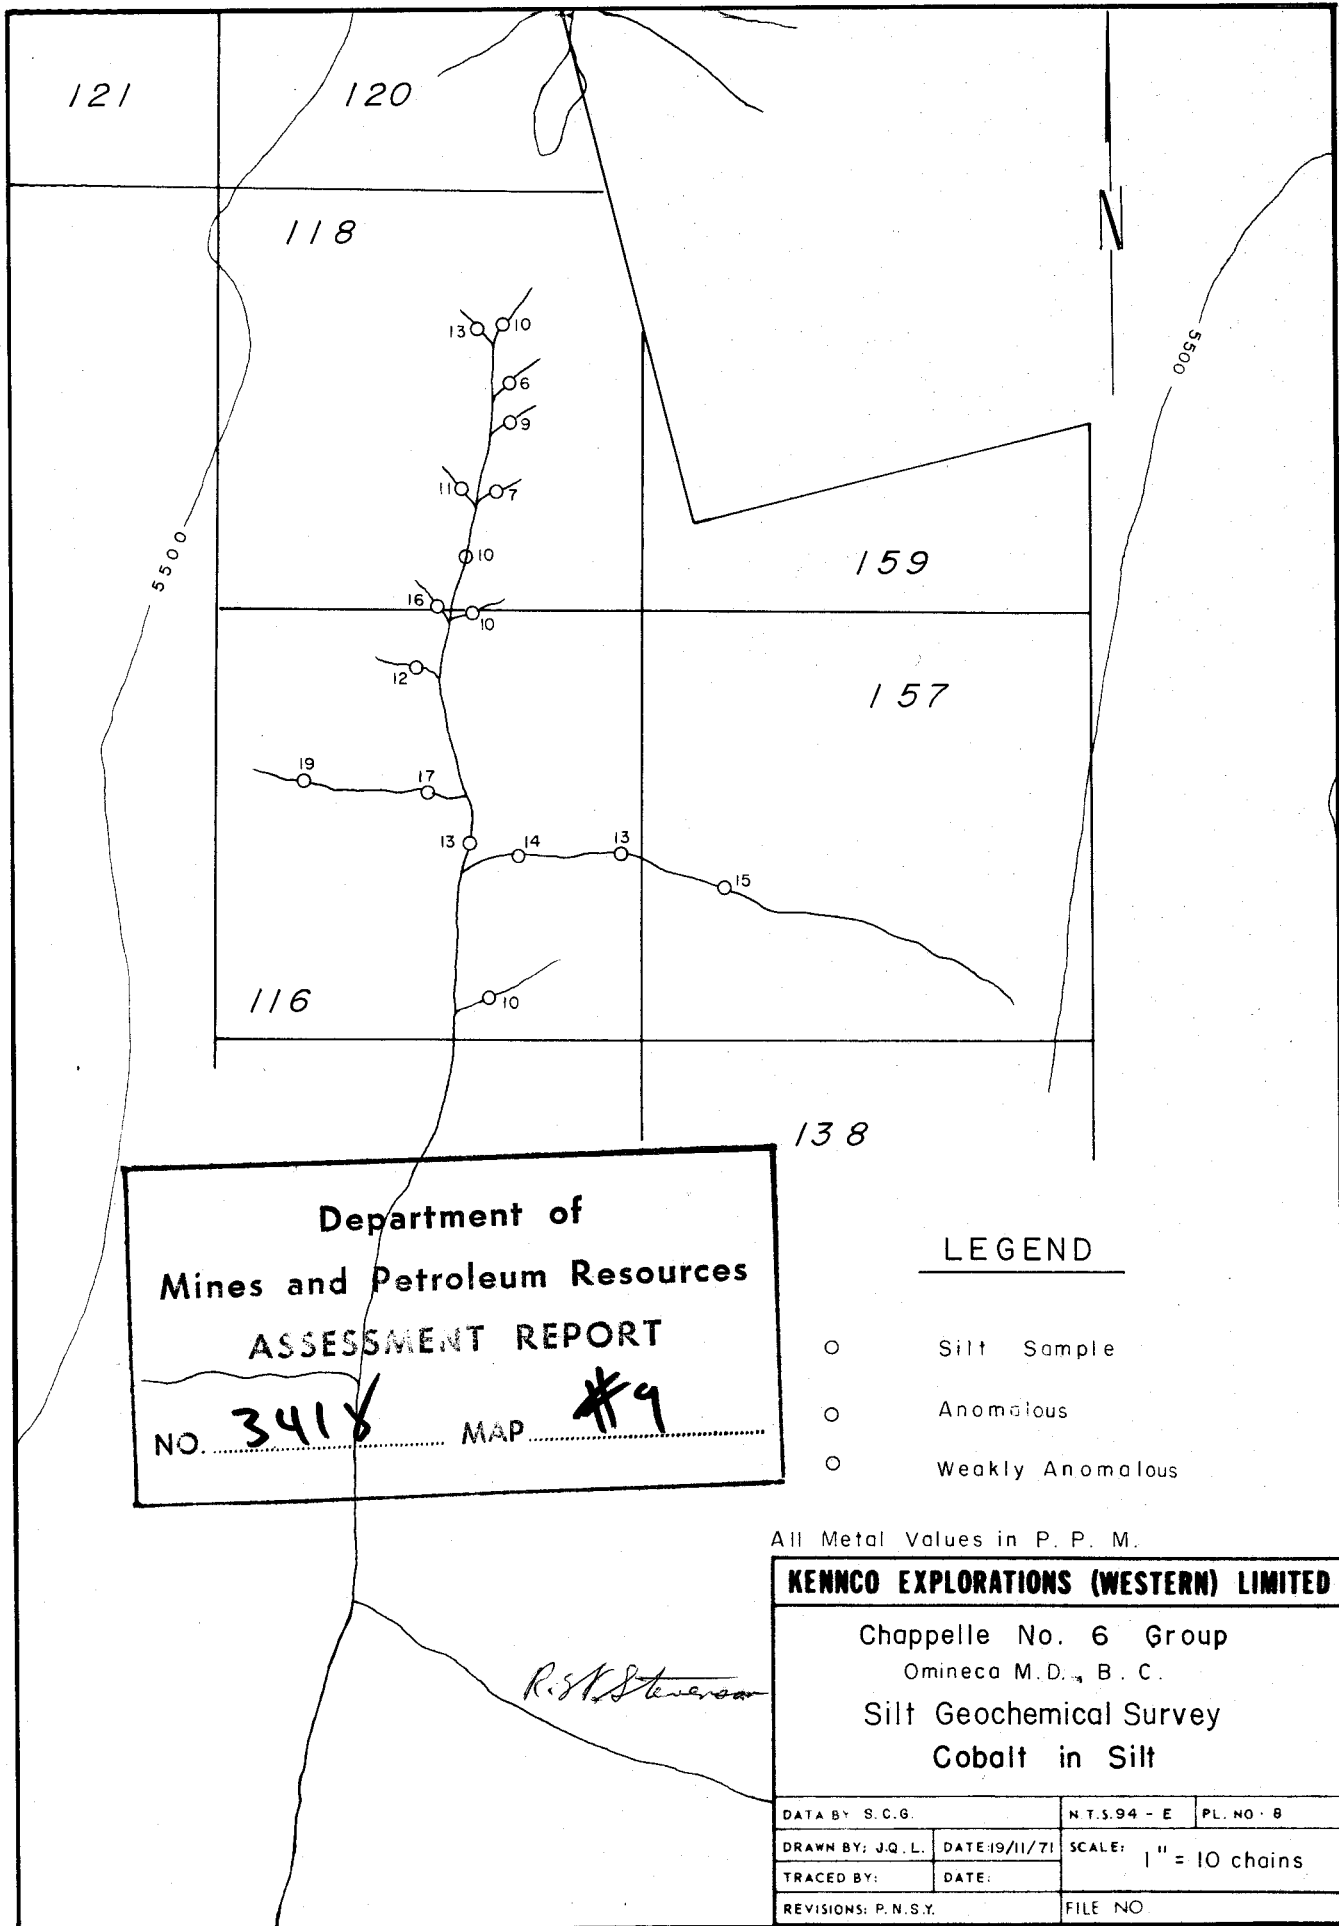 121
120
118
N
13
10
6
9
5500
11
7
10
5500
159
16
10
12
157
19
17
13
14
13
15
116
10
138
Department of
Mines and Petroleum Resources
ASSESSMENT REPORT
NO. 3418 MAP #9
LEGEND
Silt Sample
Anomalous
Weakly Anomalous
All Metal Values in P. P. M.
KENNCO EXPLORATIONS (WESTERN) LIMITED
Chappelle No. 6 Group
Omineca M.D., B. C.
Silt Geochemical Survey
Cobalt in Silt
R.S. Stevenson
DATA BY S.C.G. N.T.S. 94 - E PL. NO. 8
DRAWN BY: J.Q.L. DATE: 19/11/71 SCALE: 1" = 10 chains
TRACED BY: DATE:
REVISIONS: P.N.S.Y. FILE NO.